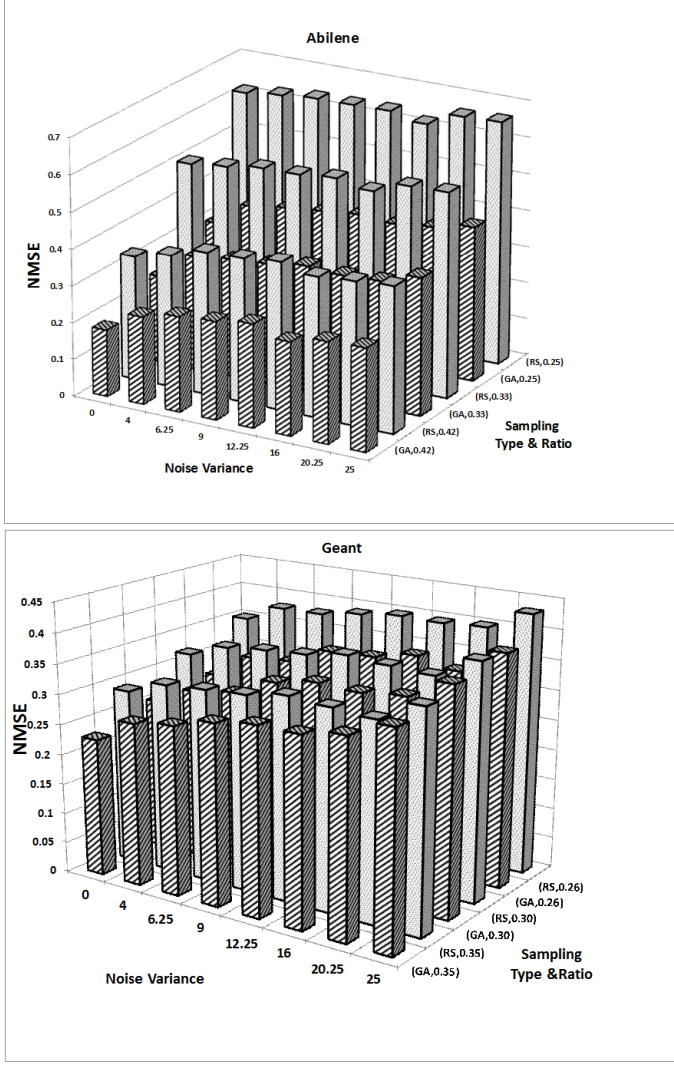 Abilene
0.7
0.6
0.5
0.4
0.3
0.2
0.1
0
NMSE
0
4
6.25
9
12.25
16
20.25
25
Noise Variance
(RS,0.25)
(GA,0.25)
(RS,0.33)
(GA,0.33)
(RS,0.42)
(GA,0.42)
Sampling
Type & Ratio
Geant
0.45
0.4
0.35
0.3
0.25
0.2
0.15
0.1
0.05
0
NMSE
0
4
6.25
9
12.25
16
20.25
25
Noise Variance
(RS,0.26)
(GA,0.26)
(RS,0.30)
(GA,0.30)
(RS,0.35)
(GA,0.35)
Sampling
Type &Ratio